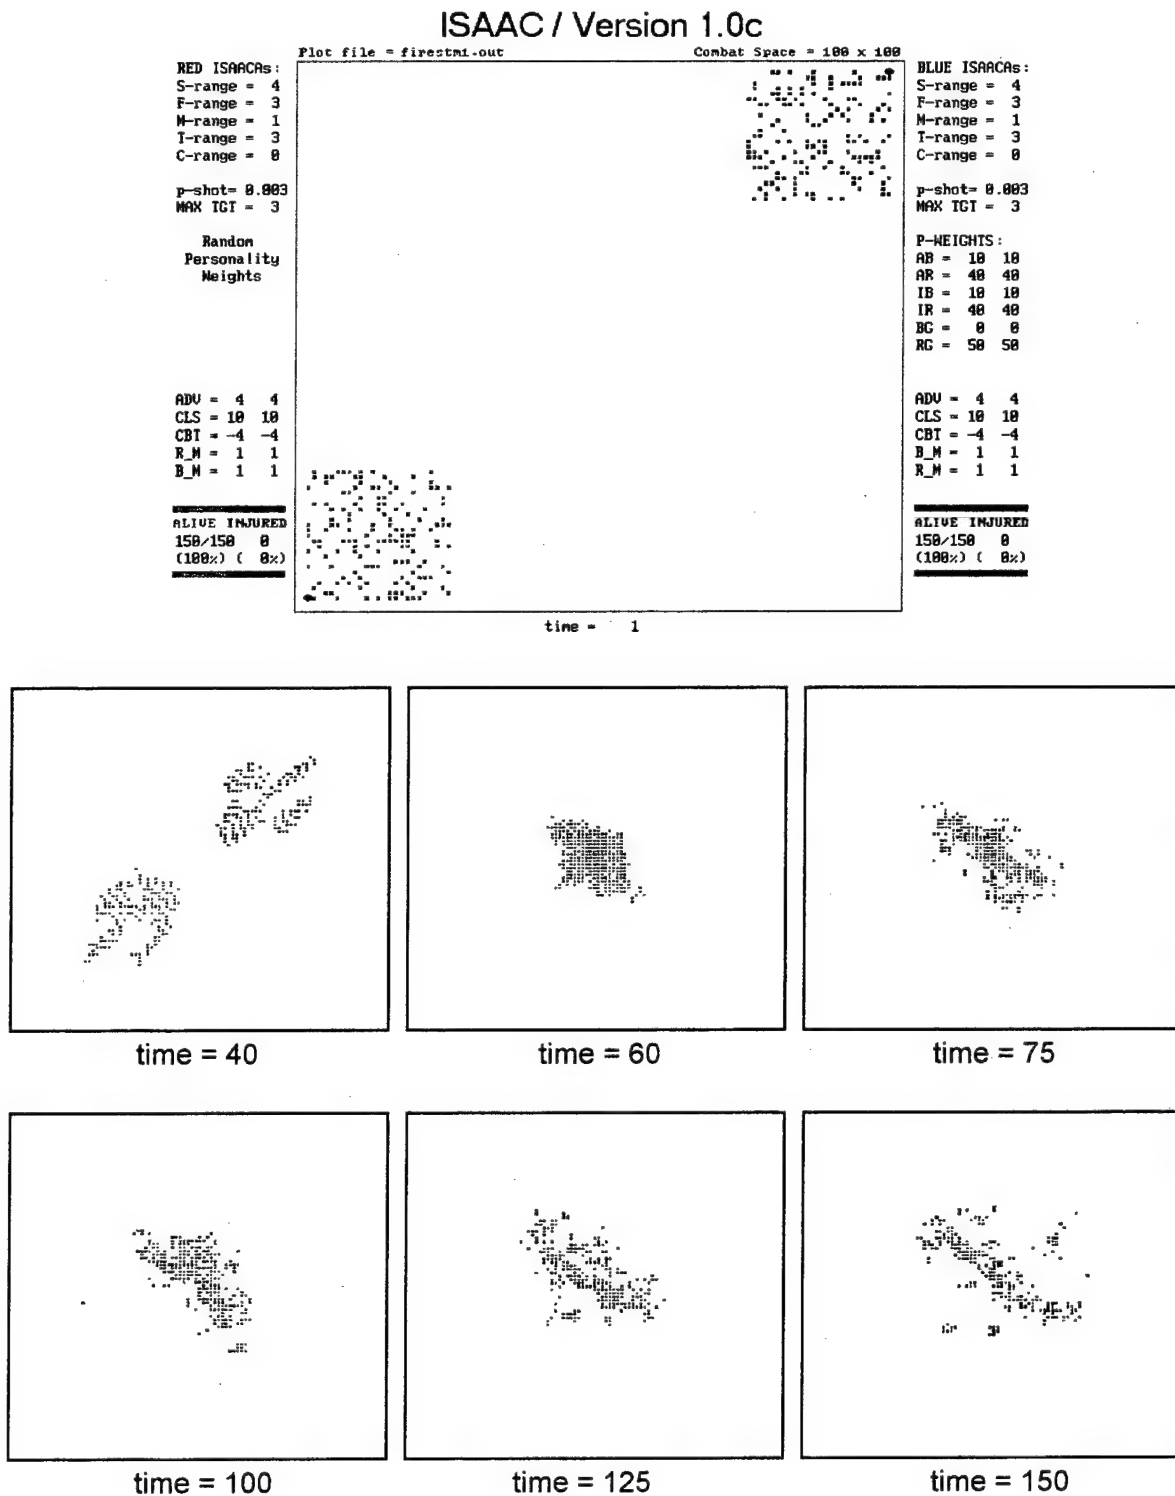 ISAAC / Version 1.0c
Plot file = firestm1.out
Combat Space = 100 x 100
RED ISAACAs:
S-range = 4
F-range = 3
M-range = 1
T-range = 3
C-range = 0
p-shot= 0.003
MAX TGT = 3
Random
Personality
Weights
ADV = 4 4
CLS = 10 10
CBT = -4 -4
R_M = 1 1
B_M = 1 1
ALIVE INJURED
150/150 0
(100%) ( 0%)
BLUE ISAACAs:
S-range = 4
F-range = 3
M-range = 1
T-range = 3
C-range = 0
p-shot= 0.003
MAX TGT = 3
P-WEIGHTS:
AB = 10 10
AR = 40 40
IB = 10 10
IR = 40 40
BG = 0 0
RG = 50 50
ADV = 4 4
CLS = 10 10
CBT = -4 -4
B_M = 1 1
R_M = 1 1
ALIVE INJURED
150/150 0
(100%) ( 0%)
time = 1
time = 40
time = 60
time = 75
time = 100
time = 125
time = 150